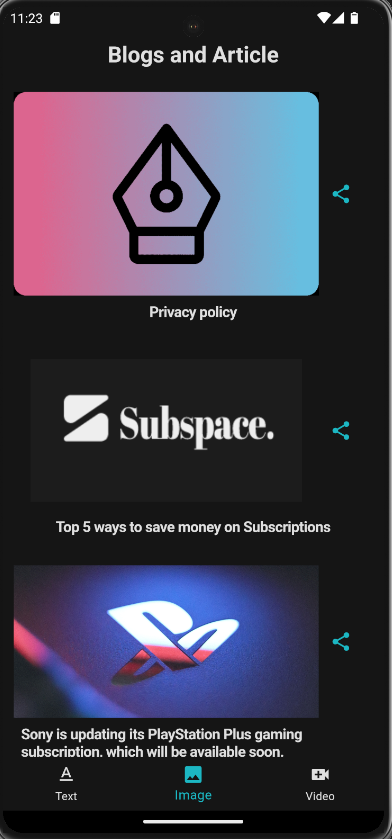 11:23
Blogs and Article
Privacy policy
Subspace.
Top 5 ways to save money on Subscriptions
Sony is updating its PlayStation Plus gaming
subscription. which will be available soon.
Text
Image
Video